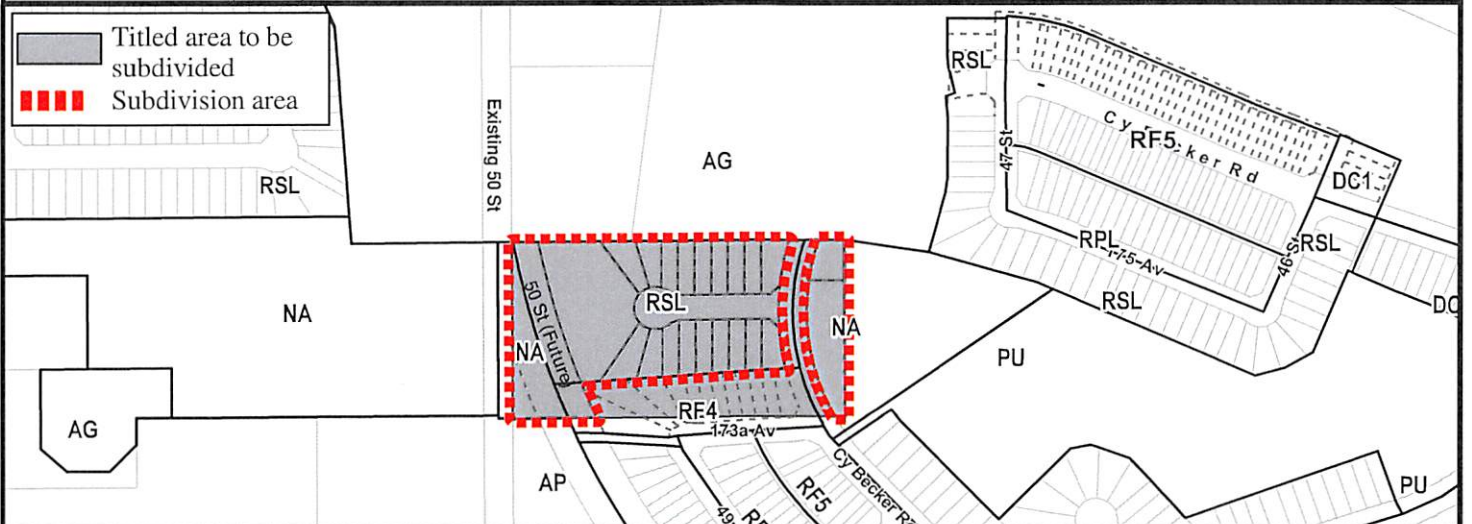 Titled area to be
subdivided
Subdivision area
RSL
Existing 50 St
AG
RSL
47 St
Cy Becker Rd
RF5
DC1
RPL
175 Av
46 St
RSL
RSL
NA
50 St (Future)
NA
RSL
NA
RF4
173a Av
PU
AG
AP
RF5
Cy Becker
PU